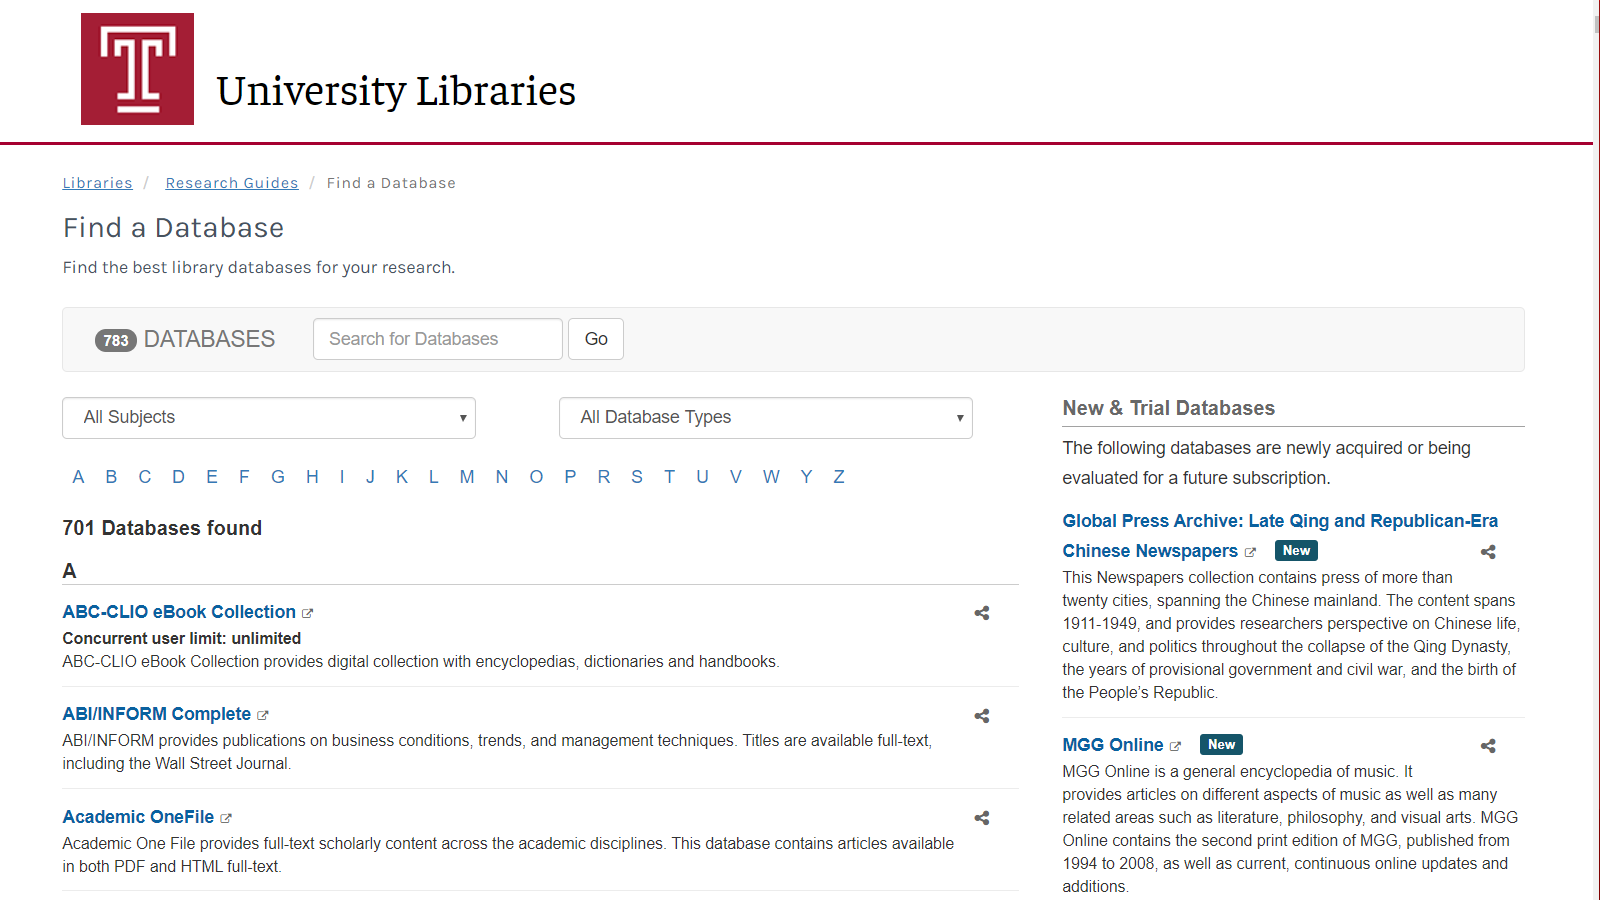 T
University Libraries
Libraries / Research Guides / Find a Database
Find a Database
Find the best library databases for your research.
783 DATABASES
Search for Databases
Go
All Subjects
All Database Types
A B C D E F G H I J K L M N O P R S T U V W Y Z
701 Databases found
A
ABC-CLIO eBook Collection
Concurrent user limit: unlimited
ABC-CLIO eBook Collection provides digital collection with encyclopedias, dictionaries and handbooks.
ABI/INFORM Complete
ABI/INFORM provides publications on business conditions, trends, and management techniques. Titles are available full-text,
including the Wall Street Journal.
Academic OneFile
Academic One File provides full-text scholarly content across the academic disciplines. This database contains articles available
in both PDF and HTML full-text.
New & Trial Databases
The following databases are newly acquired or being
evaluated for a future subscription.
Global Press Archive: Late Qing and Republican-Era
Chinese Newspapers New
This Newspapers collection contains press of more than
twenty cities, spanning the Chinese mainland. The content spans
1911-1949, and provides researchers perspective on Chinese life,
culture, and politics throughout the collapse of the Qing Dynasty,
the years of provisional government and civil war, and the birth of
the People’s Republic.
MGG Online New
MGG Online is a general encyclopedia of music. It
provides articles on different aspects of music as well as many
related areas such as literature, philosophy, and visual arts. MGG
Online contains the second print edition of MGG, published from
1994 to 2008, as well as current, continuous online updates and
additions.